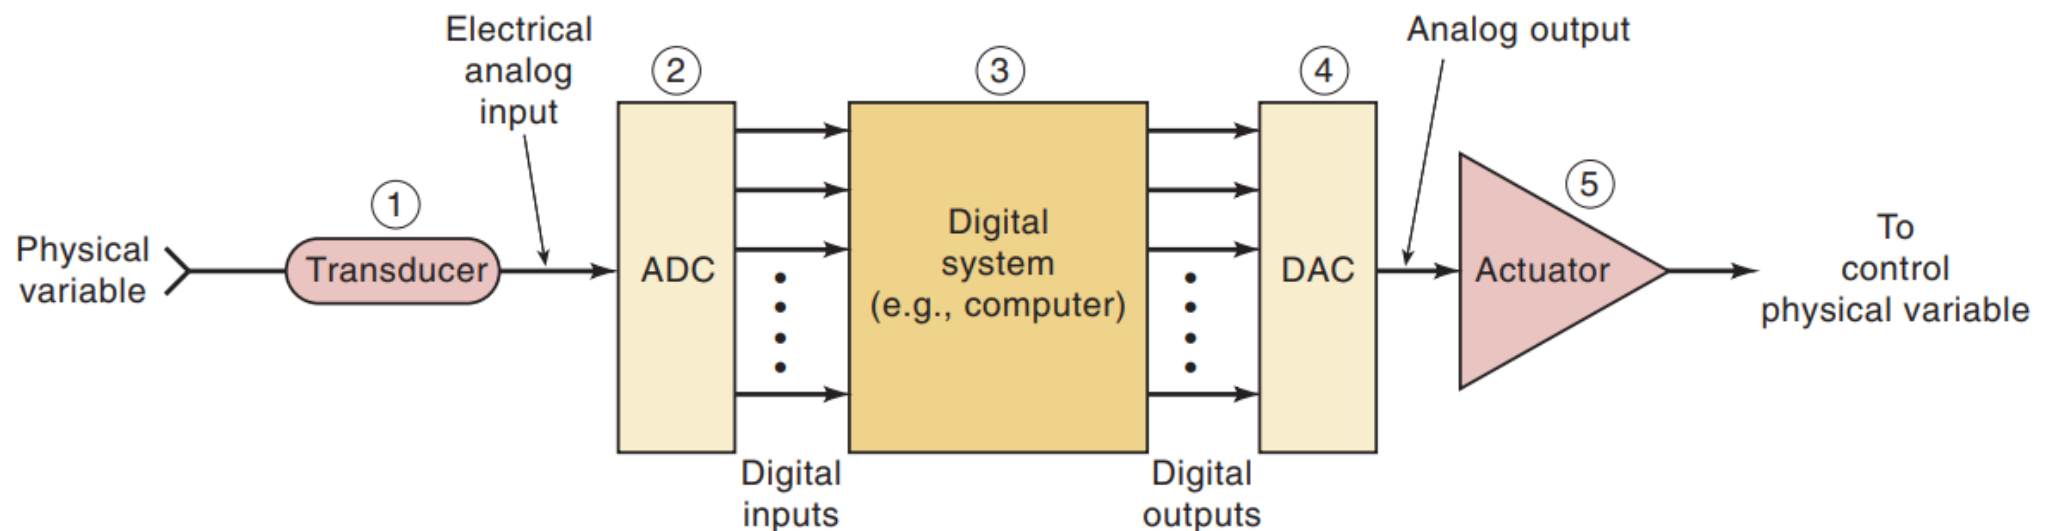 Electrical
analog
input
Analog output
2
3
4
1
5
Physical
variable
Transducer
ADC
Digital
system
(e.g., computer)
DAC
Actuator
To
control
physical variable
Digital
inputs
Digital
outputs